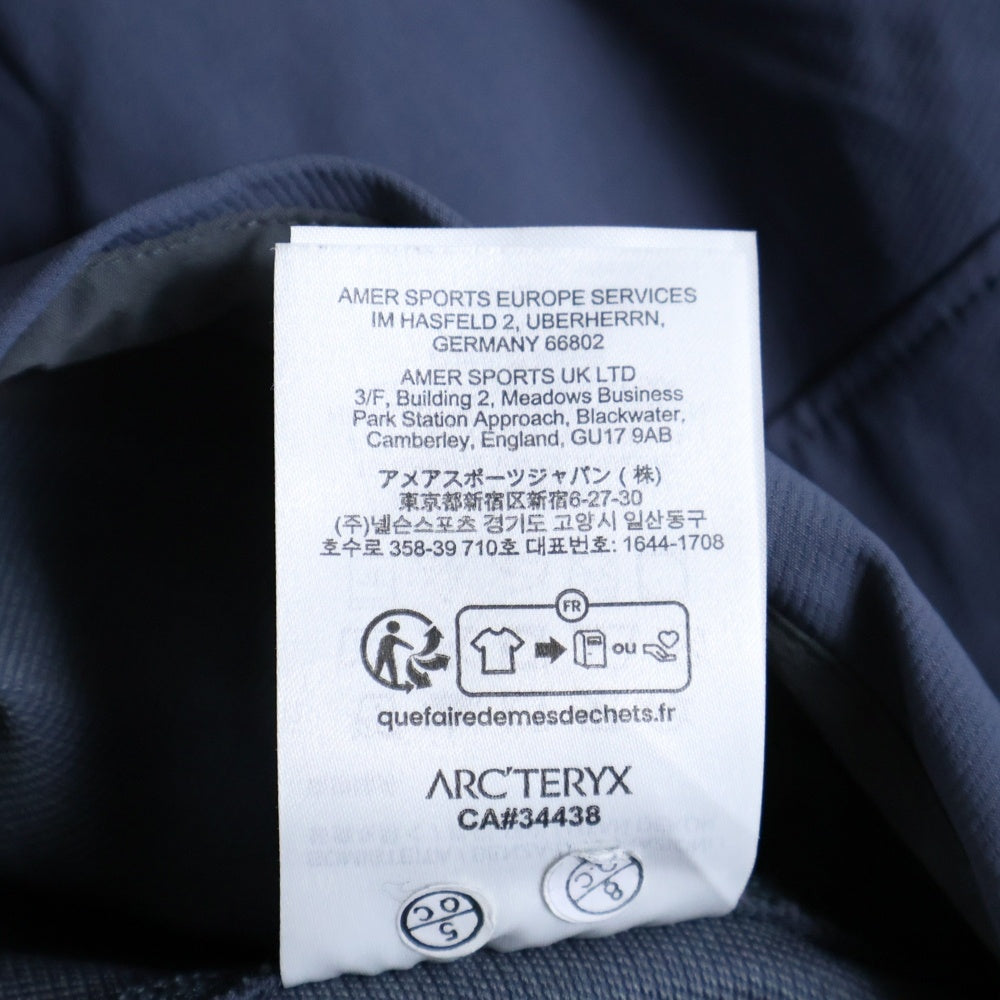 AMER SPORTS EUROPE SERVICES
IM HASFELD 2, UBERHERRN,
GERMANY 66802
AMER SPORTS UK LTD
3/F, Building 2, Meadows Business
Park Station Approach, Blackwater,
Camberley, England, GU17 9AB
アメアスポーツジャパン (株)
東京都新宿区新宿6-27-30
(주)넬슨스포츠 경기도 고양시 일산동구
호수로 358-39 710호 대표번호: 1644-1708
FR
ou
quefairedemesdechets.fr
ARC'TERYX
CA#34438